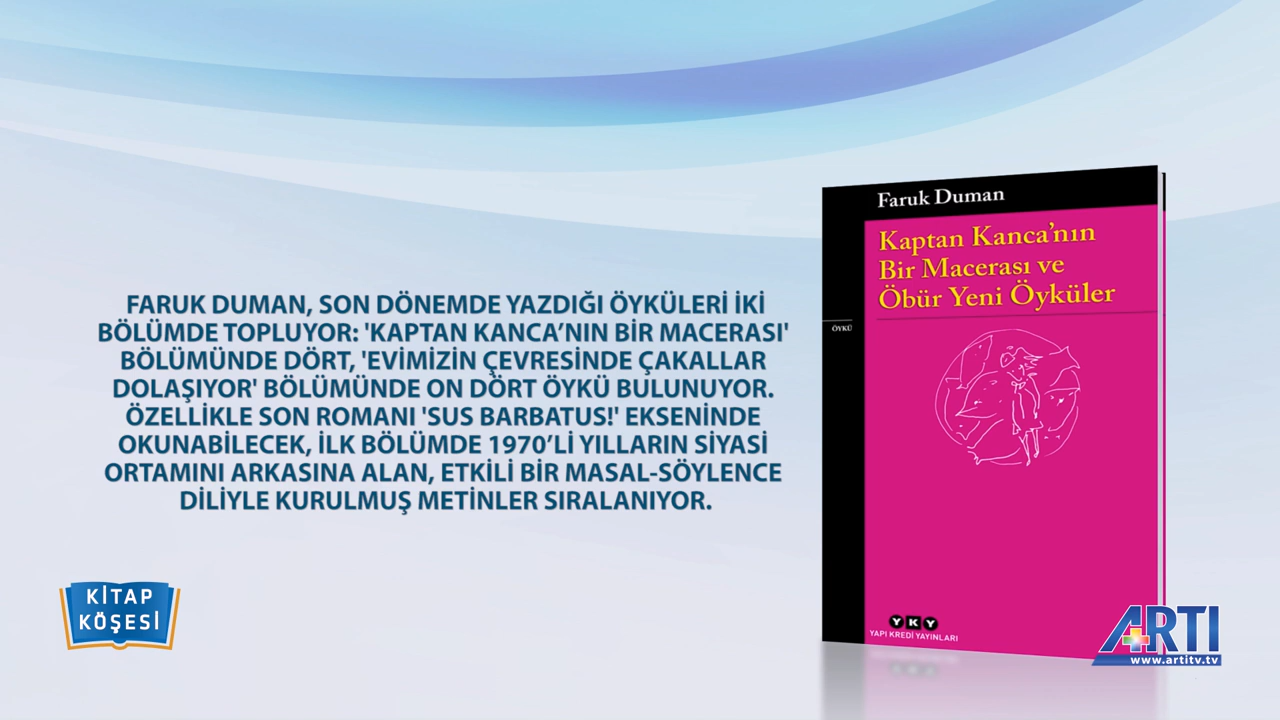 FARUK DUMAN, SON DÖNEMDE YAZDIĞI ÖYKÜLERİ İKİ
BÖLÜMDE TOPLUYOR: 'KAPTAN KANCA’NIN BİR MACERASI'
BÖLÜMÜNDE DÖRT, 'EVİMİZİN ÇEVRESİNDE ÇAKALLAR
DOLAŞIYOR' BÖLÜMÜNDE ON DÖRT ÖYKÜ BULUNUYOR.
ÖZELLİKLE SON ROMANI 'SUS BARBATUS!' EKSENİNDE
OKUNABİLECEK, İLK BÖLÜMDE 1970’Lİ YILLARIN SİYASİ
ORTAMINI ARKASINA ALAN, ETKİLİ BİR MASAL-SÖYLENCE
DİLİYLE KURULMUŞ METİNLER SIRALANIYOR.
Faruk Duman
Kaptan Kanca’nın
Bir Macerası ve
Öbür Yeni Öyküler
ÖYKÜ
YKY
YAPI KREDİ YAYINLARI
KİTAP
KÖŞESİ
ARTI
www.artitv.tv